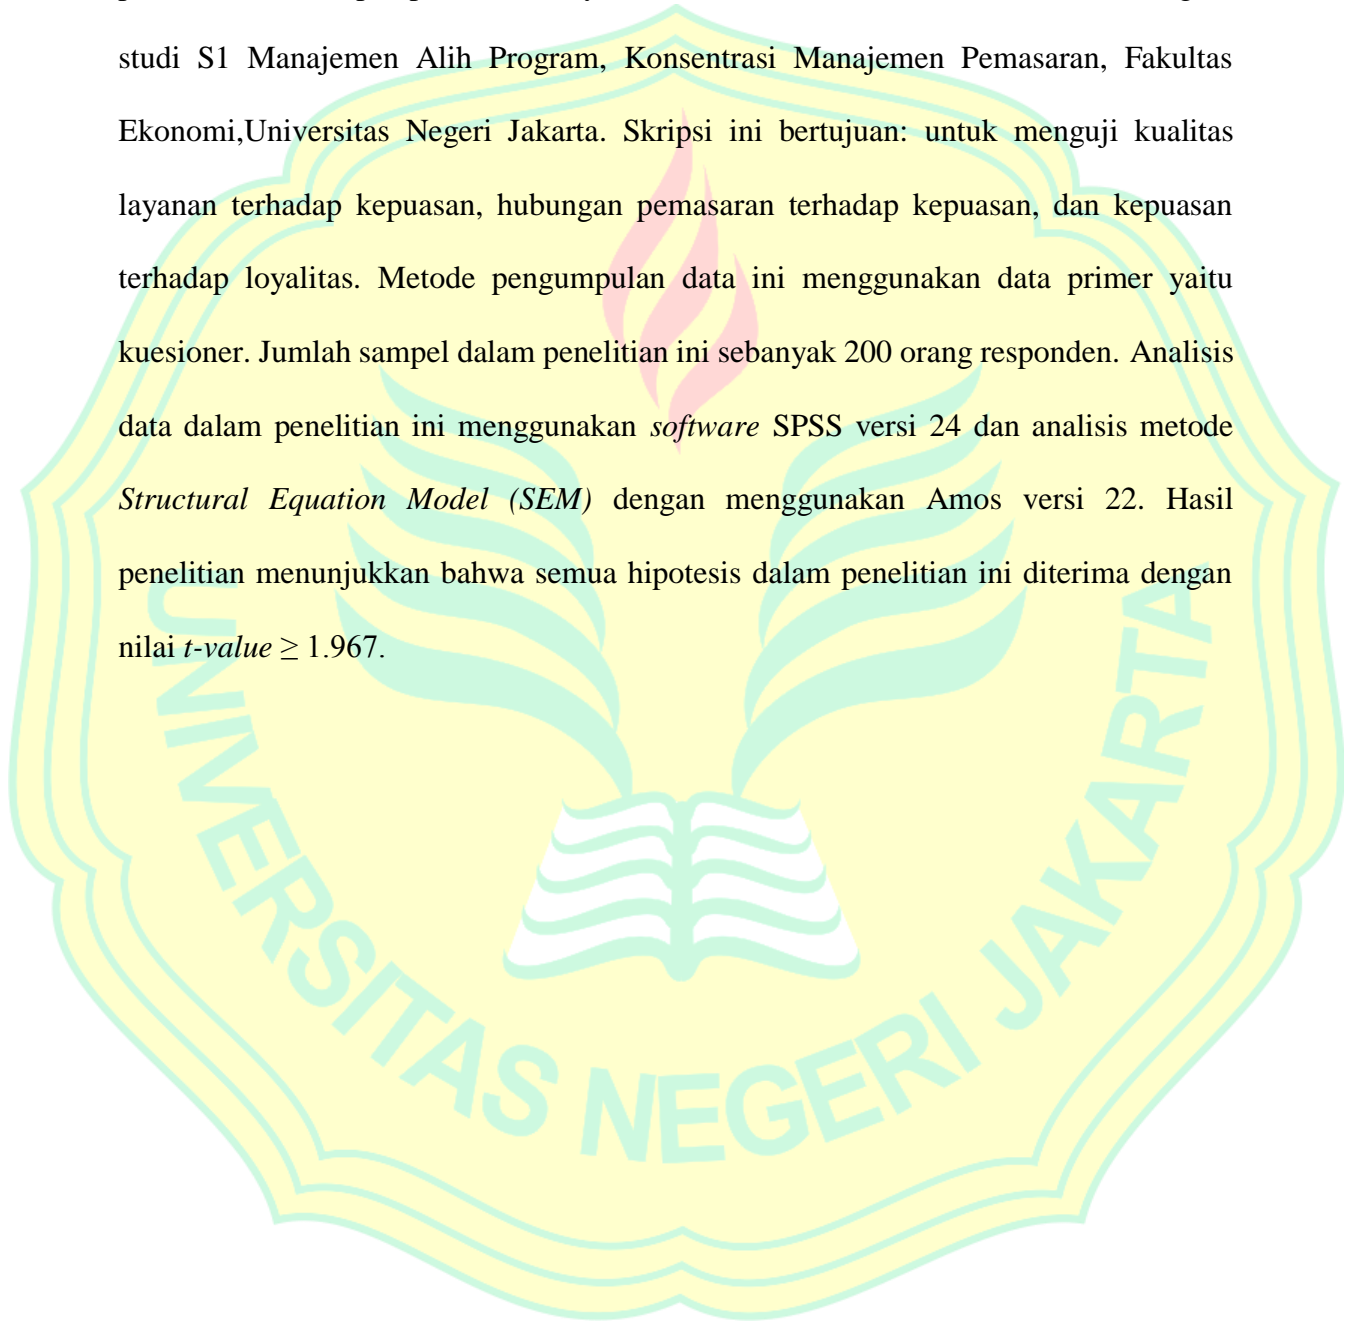 studi S1 Manajemen Alih Program, Konsentrasi Manajemen Pemasaran, Fakultas
Ekonomi,Universitas Negeri Jakarta. Skripsi ini bertujuan: untuk menguji kualitas
layanan terhadap kepuasan, hubungan pemasaran terhadap kepuasan, dan kepuasan
terhadap loyalitas. Metode pengumpulan data ini menggunakan data primer yaitu
kuesioner. Jumlah sampel dalam penelitian ini sebanyak 200 orang responden. Analisis
data dalam penelitian ini menggunakan software SPSS versi 24 dan analisis metode
Structural Equation Model (SEM) dengan menggunakan Amos versi 22. Hasil
penelitian menunjukkan bahwa semua hipotesis dalam penelitian ini diterima dengan
nilai t-value ≥ 1.967.
UNIVERSITAS NEGERI JAKARTA